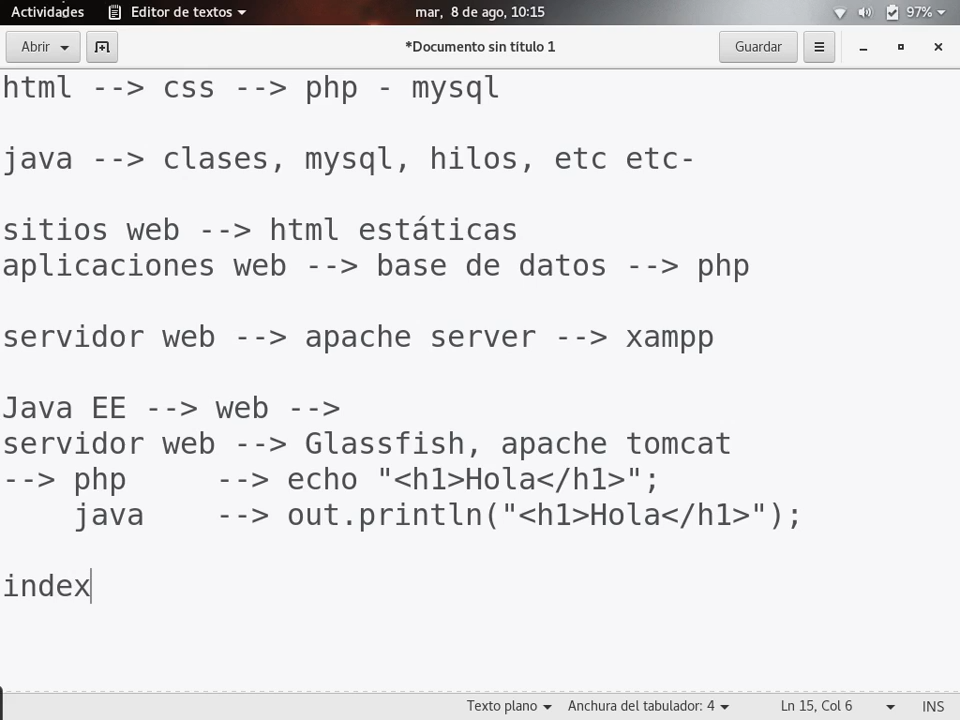 Actividades Editor de textos mar, 8 de ago, 10:15 97%
Abrir *Documento sin título 1 Guardar
html --> css --> php - mysql
java --> clases, mysql, hilos, etc etc-
sitios web --> html estáticas
aplicaciones web --> base de datos --> php
servidor web --> apache server --> xampp
Java EE --> web -->
servidor web --> Glassfish, apache tomcat
--> php --> echo "<h1>Hola</h1>";
java --> out.println("<h1>Hola</h1>");
index
Texto plano Anchura del tabulador: 4 Ln 15, Col 6 INS